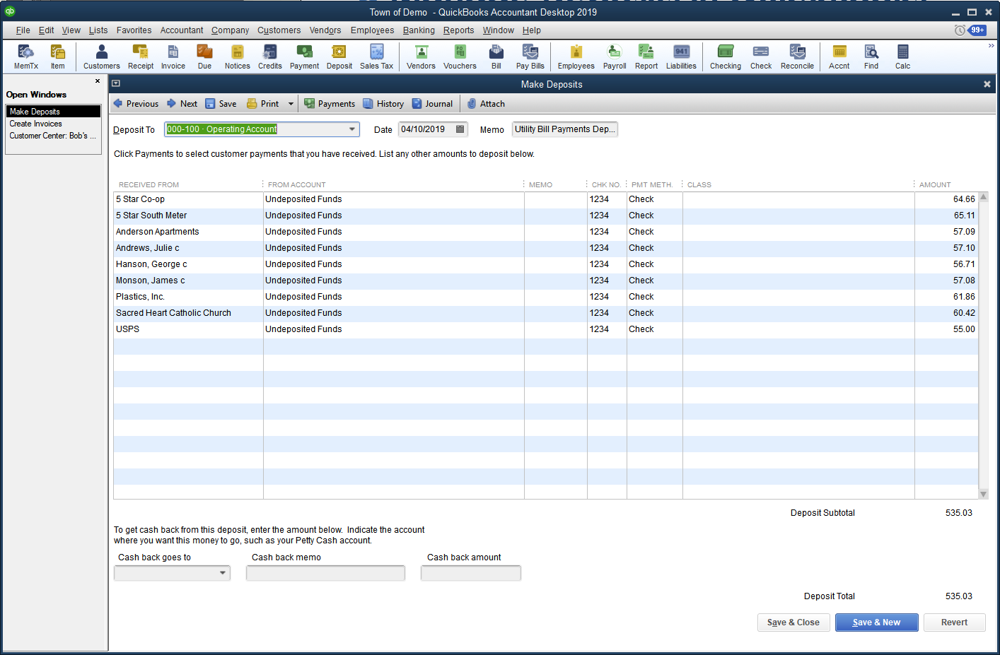 Town of Demo - QuickBooks Accountant Desktop 2019
File Edit View Lists Favorites Accountant Company Customers Vendors Employees Banking Reports Window Help 99+
MemTx Item Customers Receipt Invoice Due Notices Credits Payment Deposit Sales Tax Vendors Vouchers Bill Pay Bills Employees Payroll Report Liabilities Checking Check Reconcile Accnt Find Calc
Open Windows
Make Deposits
Create Invoices
Customer Center: Bob's ...
Make Deposits
Previous Next Save Print Payments History Journal Attach
Deposit To 000-100 · Operating Account Date 04/10/2019 Memo Utility Bill Payments Dep...
Click Payments to select customer payments that you have received. List any other amounts to deposit below.
RECEIVED FROM FROM ACCOUNT MEMO CHK NO. PMT METH. CLASS AMOUNT
5 Star Co-op Undeposited Funds 1234 Check 64.66
5 Star South Meter Undeposited Funds 1234 Check 65.11
Anderson Apartments Undeposited Funds 1234 Check 57.09
Andrews, Julie c Undeposited Funds 1234 Check 57.10
Hanson, George c Undeposited Funds 1234 Check 56.71
Monson, James c Undeposited Funds 1234 Check 57.08
Plastics, Inc. Undeposited Funds 1234 Check 61.86
Sacred Heart Catholic Church Undeposited Funds 1234 Check 60.42
USPS Undeposited Funds 1234 Check 55.00
Deposit Subtotal 535.03
To get cash back from this deposit, enter the amount below. Indicate the account
where you want this money to go, such as your Petty Cash account.
Cash back goes to Cash back memo Cash back amount
Deposit Total 535.03
Save & Close Save & New Revert